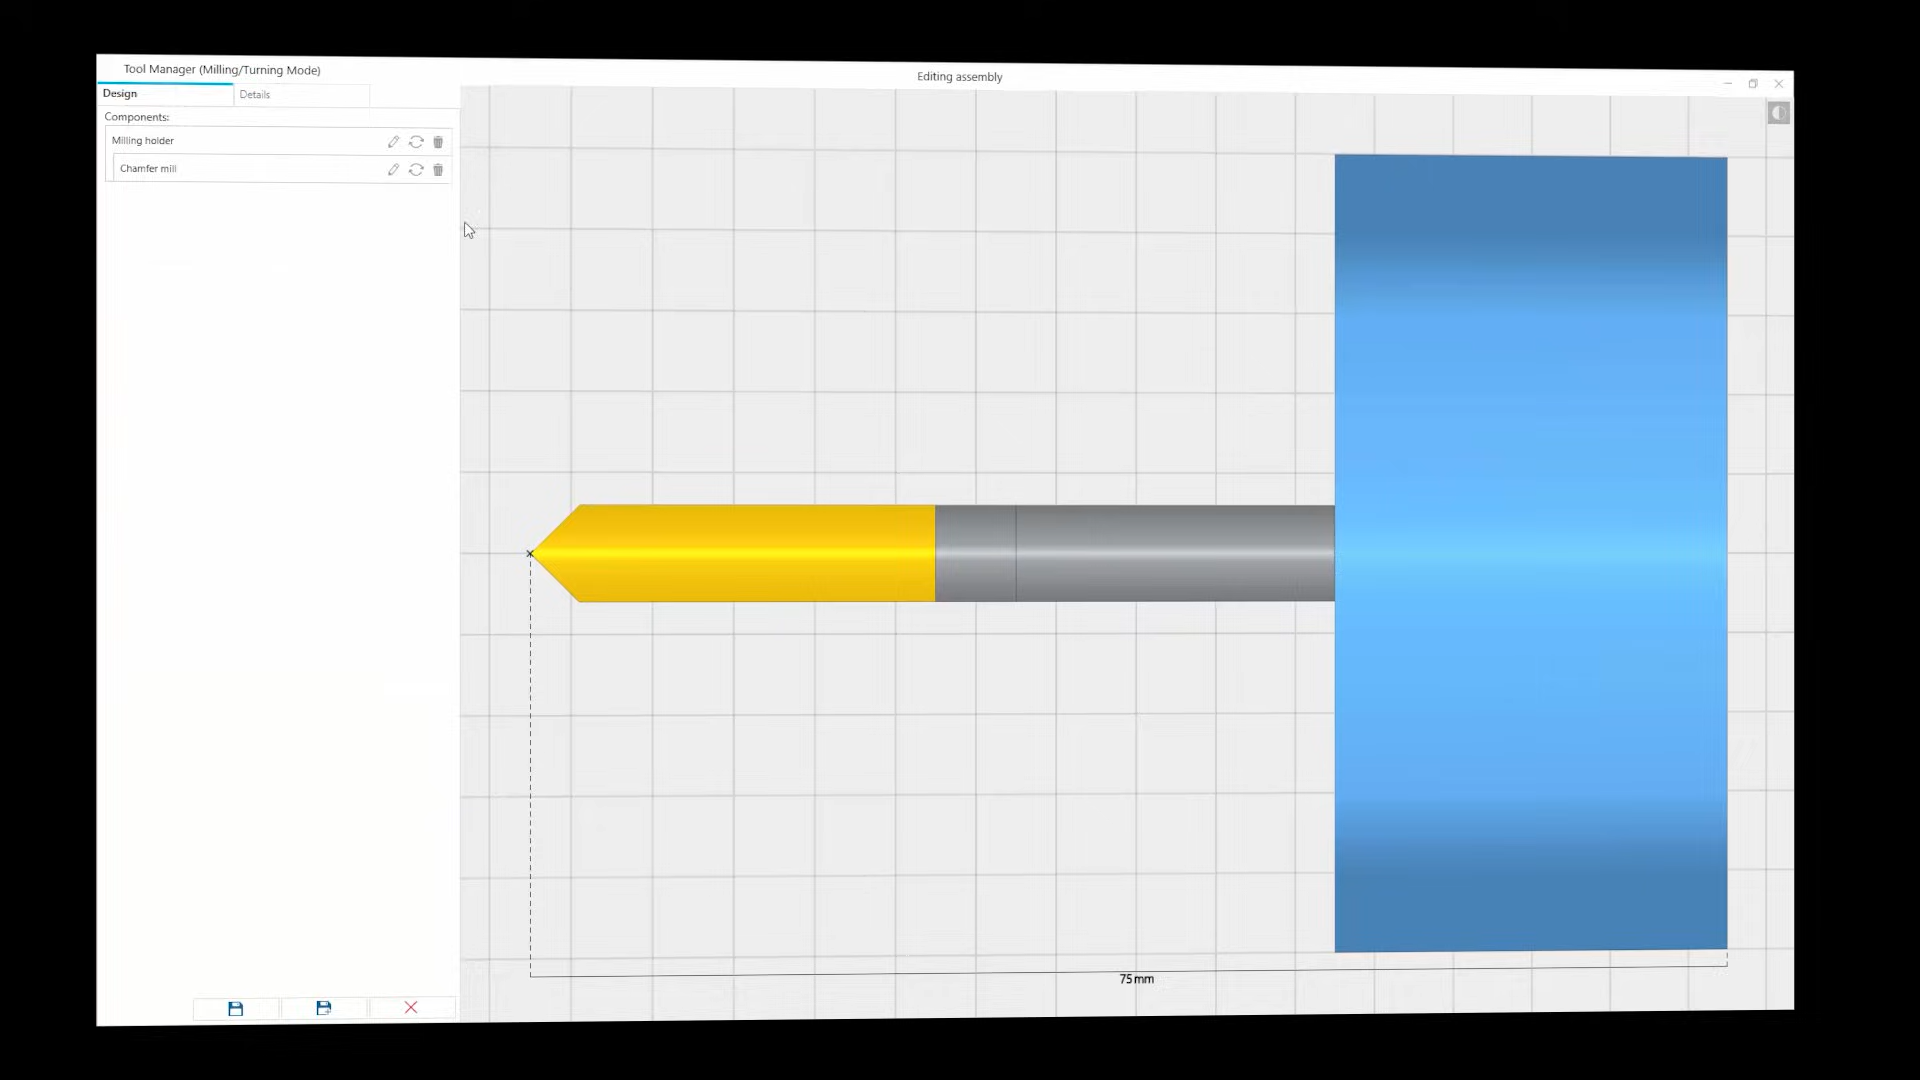 Tool Manager (Milling/Turning Mode)
Editing assembly
Design
Details
Components:
Milling holder
Chamfer mill
75mm